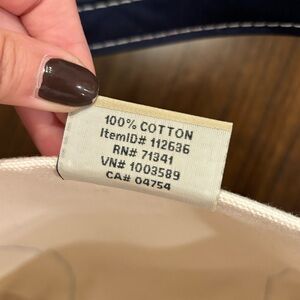 100% COTTON
ItemID# 112636
RN# 71341
VN# 1003589
CA# 04754